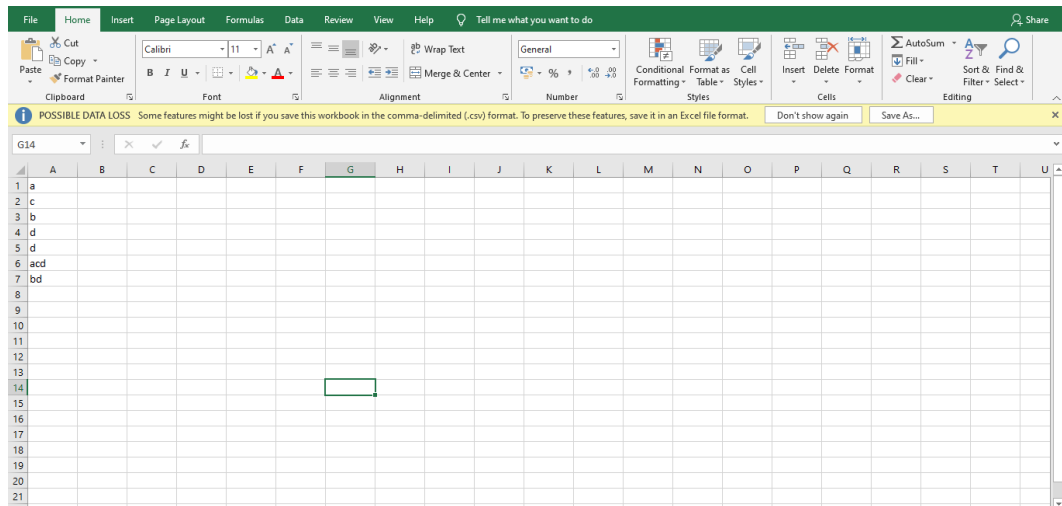 File Home Insert Page Layout Formulas Data Review View Help Tell me what you want to do Share
Cut
Copy
Format Painter
Paste
Clipboard
Calibri 11 A A
B I U A
Font
ab Wrap Text
Merge & Center
Alignment
General
% , .0 .00 .00 .0
Number
Conditional Formatting
Format as Table
Cell Styles
Styles
Insert Delete Format
Cells
AutoSum
Fill
Clear
Sort & Filter
Find & Select
Editing
POSSIBLE DATA LOSS Some features might be lost if you save this workbook in the comma-delimited (.csv) format. To preserve these features, save it in an Excel file format. Don't show again Save As...
G14 fx
A B C D E F G H I J K L M N O P Q R S T U
1 a
2 c
3 b
4 d
5 d
6 acd
7 bd
8
9
10
11
12
13
14
15
16
17
18
19
20
21